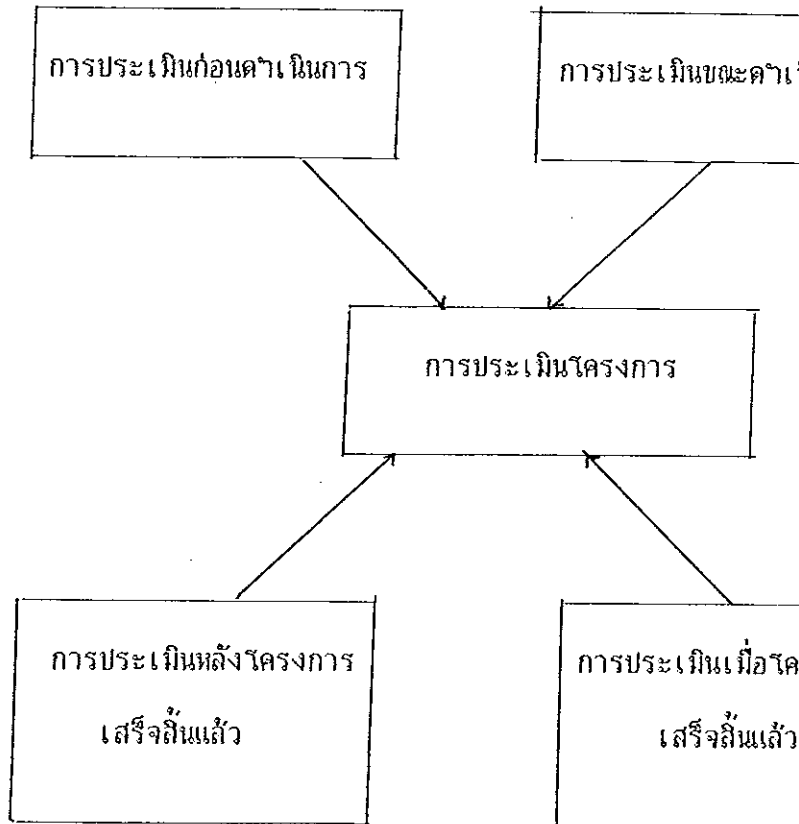 การประเมินก่อนดำเนินการ
การประเมินขณะดำเ
การประเมินโครงการ
การประเมินหลังโครงการ
เสร็จสิ้นแล้ว
การประเมินเมื่อโค
เสร็จสิ้นแล้ว